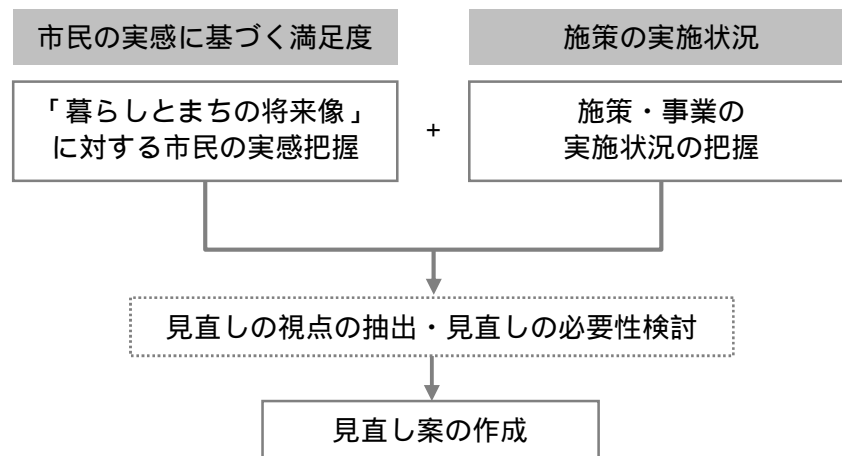 市民の実感に基づく満足度
施策の実施状況
「暮らしとまちの将来像」
に対する市民の実感把握
+
施策・事業の
実施状況の把握
見直しの視点の抽出・見直しの必要性検討
見直し案の作成